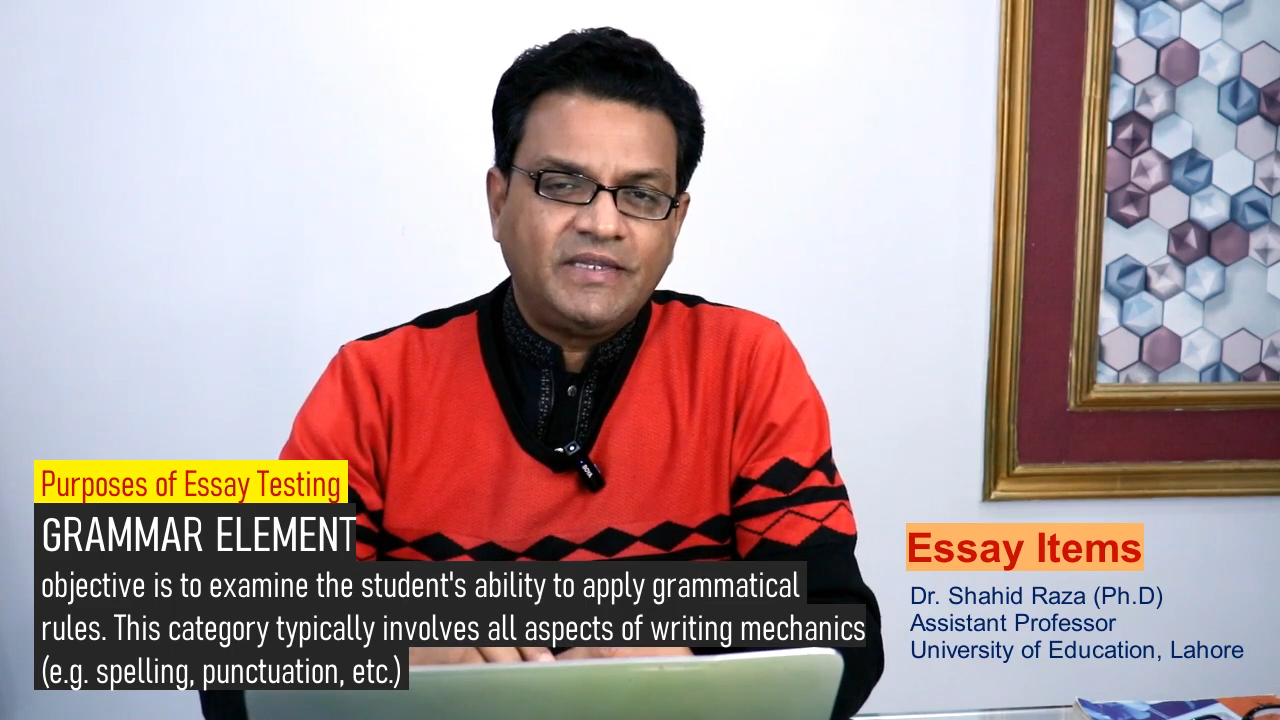 Purposes of Essay Testing
GRAMMAR ELEMENT
objective is to examine the student's ability to apply grammatical
rules. This category typically involves all aspects of writing mechanics
(e.g. spelling, punctuation, etc.)
Essay Items
Dr. Shahid Raza (Ph.D)
Assistant Professor
University of Education, Lahore
BOYA